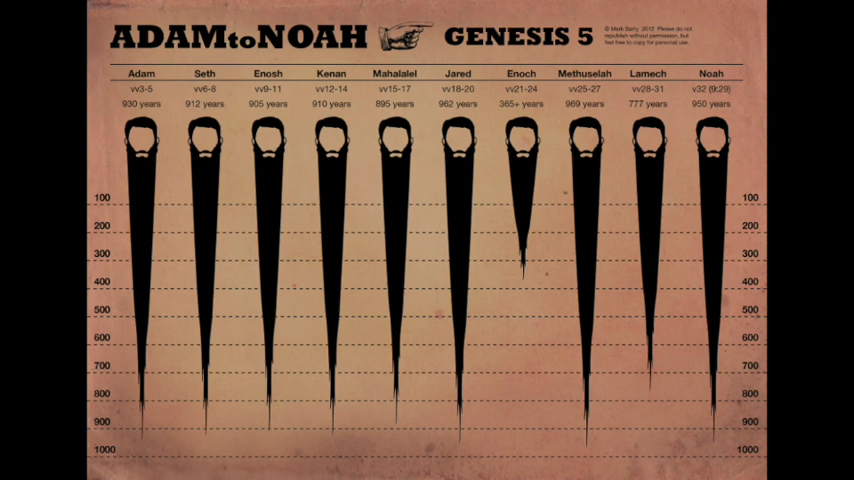 ADAMtoNOAH GENESIS 5
© Mark Barry 2012 Please do not
republish without permission, but
feel free to copy for personal use.
Adam Seth Enosh Kenan Mahalalel Jared Enoch Methuselah Lamech Noah
vv3-5 vv6-8 vv9-11 vv12-14 vv15-17 vv18-20 vv21-24 vv25-27 vv28-31 v32 (9:29)
930 years 912 years 905 years 910 years 895 years 962 years 365+ years 969 years 777 years 950 years
100 100
200 200
300 300
400 400
500 500
600 600
700 700
800 800
900 900
1000 1000